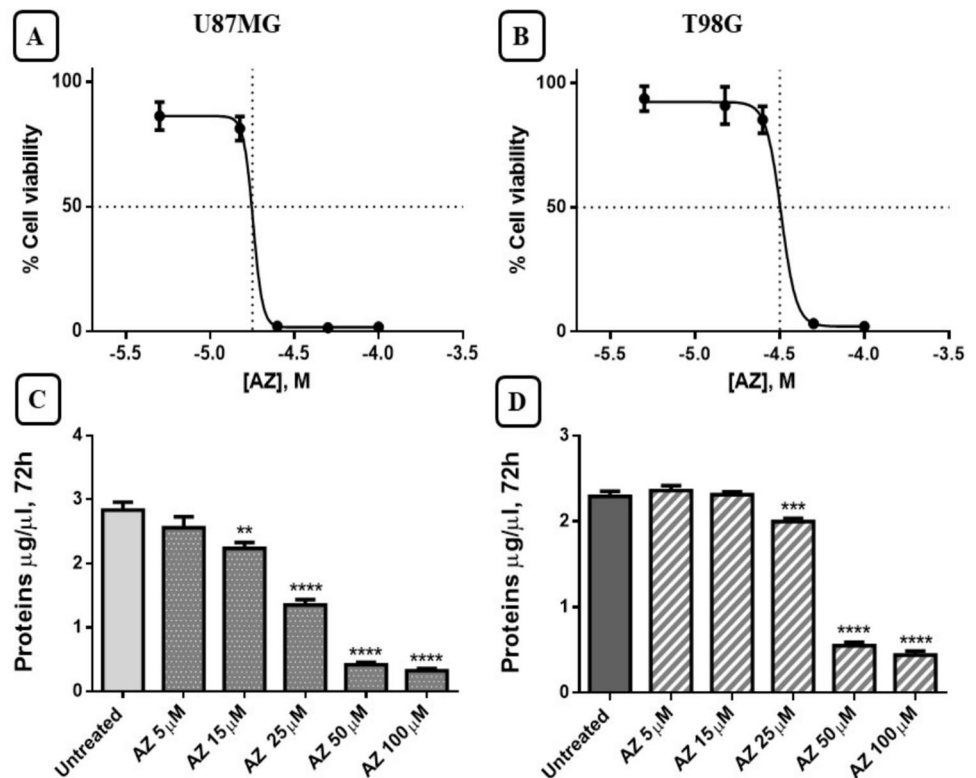 A
U87MG
100
50
0
% Cell viability
-5.5 -5.0 -4.5 -4.0 -3.5
[AZ], M
B
T98G
100
50
0
% Cell viability
-5.5 -5.0 -4.5 -4.0 -3.5
[AZ], M
C
4
3
2
1
0
Proteins µg/µl, 72h
**
****
****
****
Untreated
AZ 5µM
AZ 15µM
AZ 25µM
AZ 50µM
AZ 100µM
D
3
2
1
0
Proteins µg/µl, 72h
***
****
****
Untreated
AZ 5µM
AZ 15µM
AZ 25µM
AZ 50µM
AZ 100µM